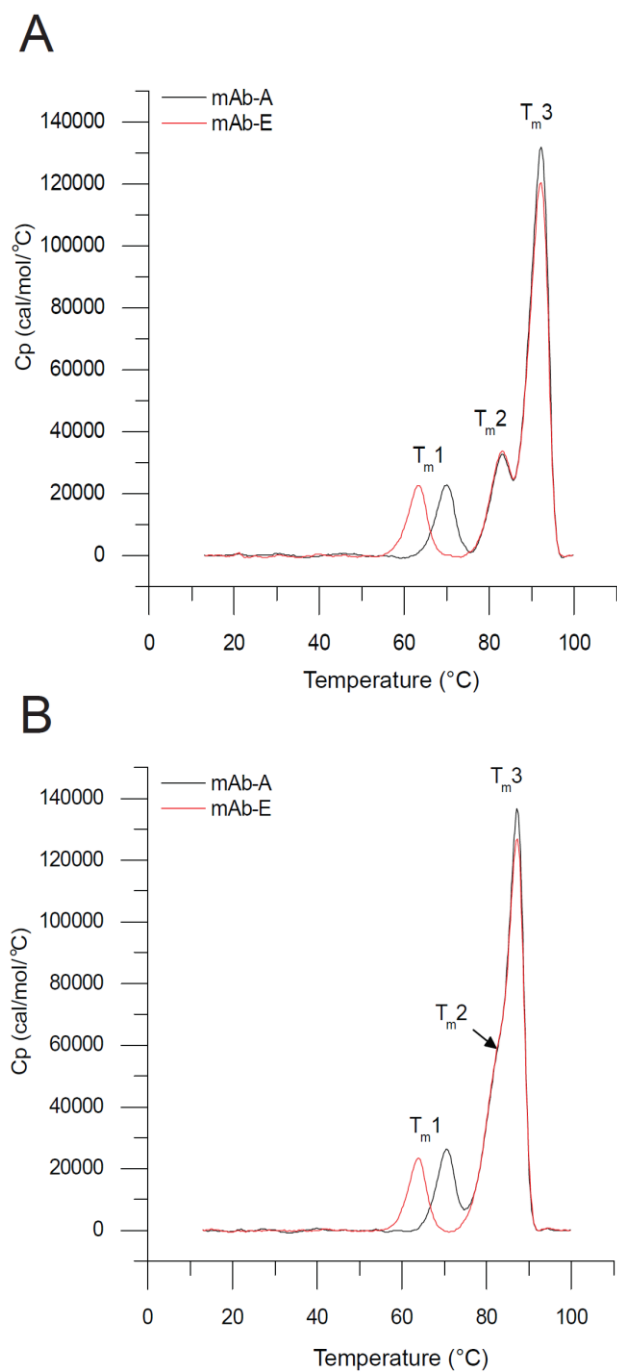 A
mAb-A
mAb-E
Tm3
140000
120000
100000
80000
60000
40000
20000
0
Tm2
Tm1
Cp (cal/mol/°C)
0 20 40 60 80 100
Temperature (°C)
B
mAb-A
mAb-E
Tm3
140000
120000
100000
80000
60000
40000
20000
0
Tm2
Tm1
Cp (cal/mol/°C)
0 20 40 60 80 100
Temperature (°C)